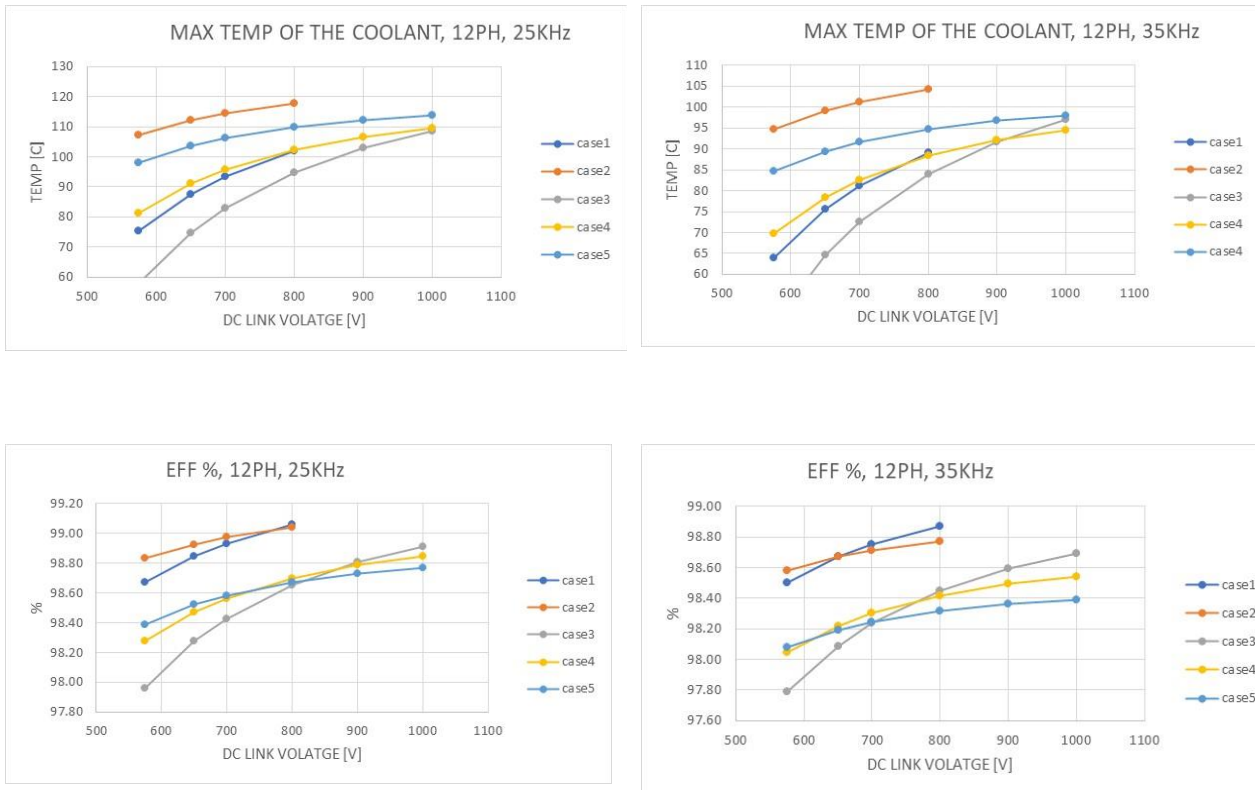 MAX TEMP OF THE COOLANT, 12PH, 25KHz
130
120
110
100
90
80
70
60
TEMP [C]
500 600 700 800 900 1000 1100
DC LINK VOLATGE [V]
case1
case2
case3
case4
case5
MAX TEMP OF THE COOLANT, 12PH, 35KHz
110
105
100
95
90
85
80
75
70
65
60
TEMP [C]
500 600 700 800 900 1000 1100
DC LINK VOLATGE [V]
case1
case2
case3
case4
case4
EFF %, 12PH, 25KHz
99.20
99.00
98.80
98.60
98.40
98.20
98.00
97.80
%
500 600 700 800 900 1000 1100
DC LINK VOLATGE [V]
case1
case2
case3
case4
case5
EFF %, 12PH, 35KHz
99.00
98.80
98.60
98.40
98.20
98.00
97.80
97.60
%
500 600 700 800 900 1000 1100
DC LINK VOLATGE [V]
case1
case2
case3
case4
case5